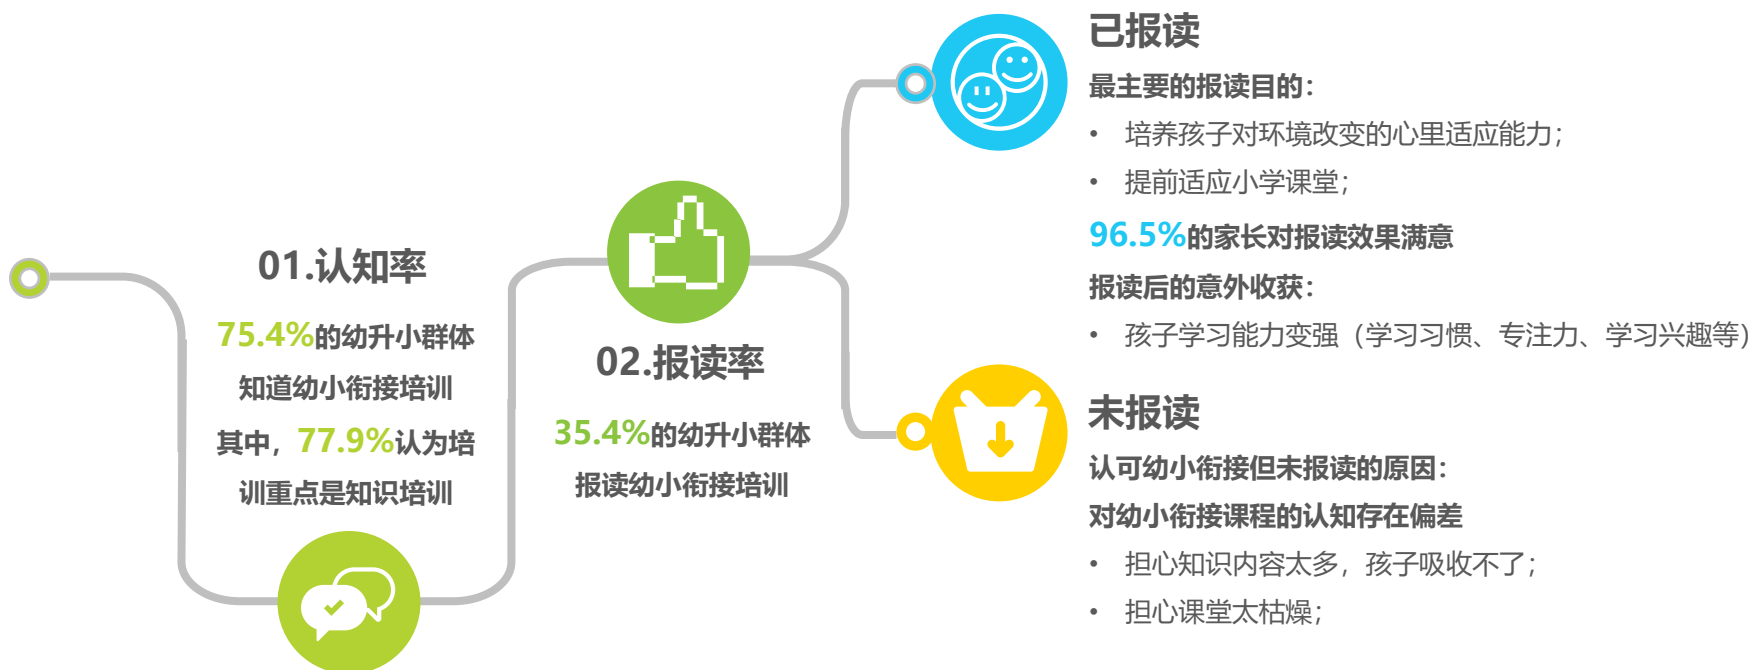 01.认知率
75.4%的幼升小群体
知道幼小衔接培训
其中，77.9%认为培
训重点是知识培训
02.报读率
35.4%的幼升小群体
报读幼小衔接培训
已报读
最主要的报读目的：
• 培养孩子对环境改变的心里适应能力；
• 提前适应小学课堂；
96.5%的家长对报读效果满意
报读后的意外收获：
• 孩子学习能力变强（学习习惯、专注力、学习兴趣等）
未报读
认可幼小衔接但未报读的原因：
对幼小衔接课程的认知存在偏差
• 担心知识内容太多，孩子吸收不了；
• 担心课堂太枯燥；